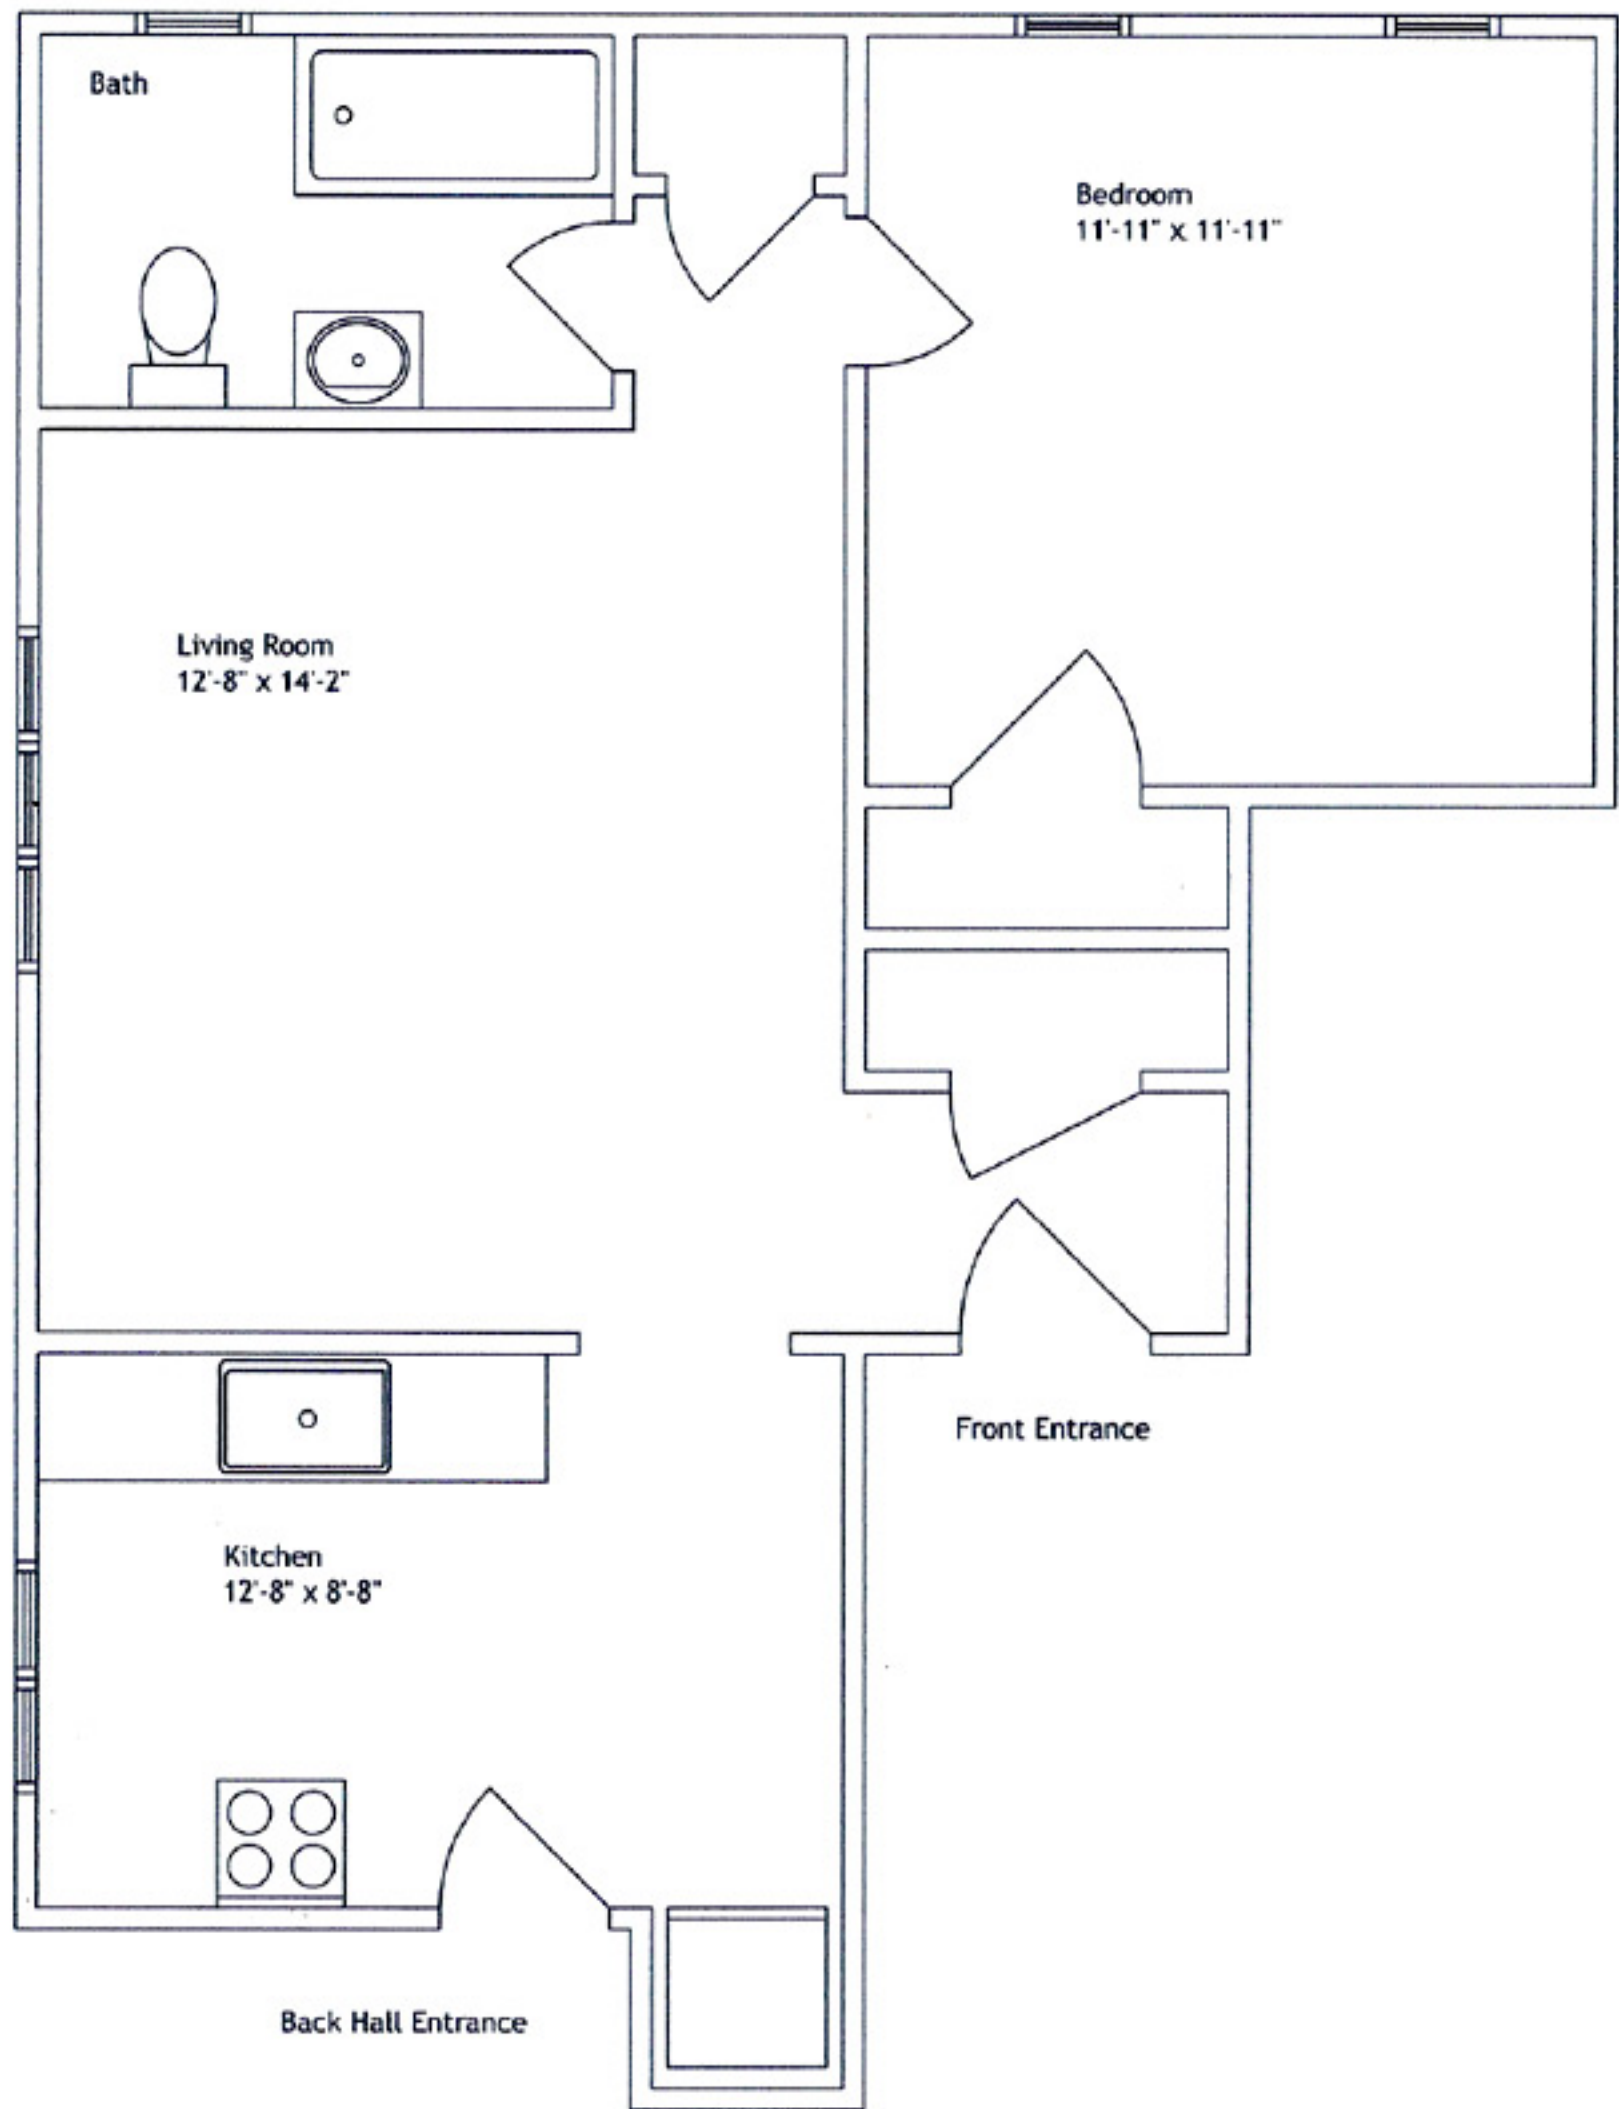 Bath
Bedroom
11'-11" x 11'-11"
Living Room
12'-8" x 14'-2"
Front Entrance
Kitchen
12'-8" x 8'-8"
Back Hall Entrance